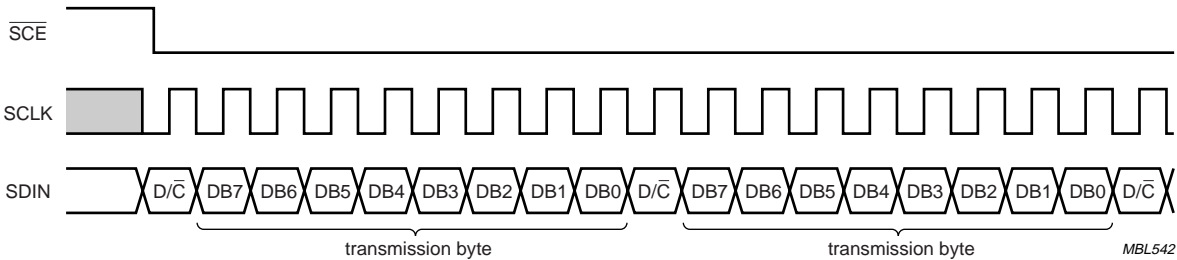 SCE
SCLK
SDIN D/C DB7 DB6 DB5 DB4 DB3 DB2 DB1 DB0 D/C DB7 DB6 DB5 DB4 DB3 DB2 DB1 DB0 D/C
transmission byte transmission byte MBL542